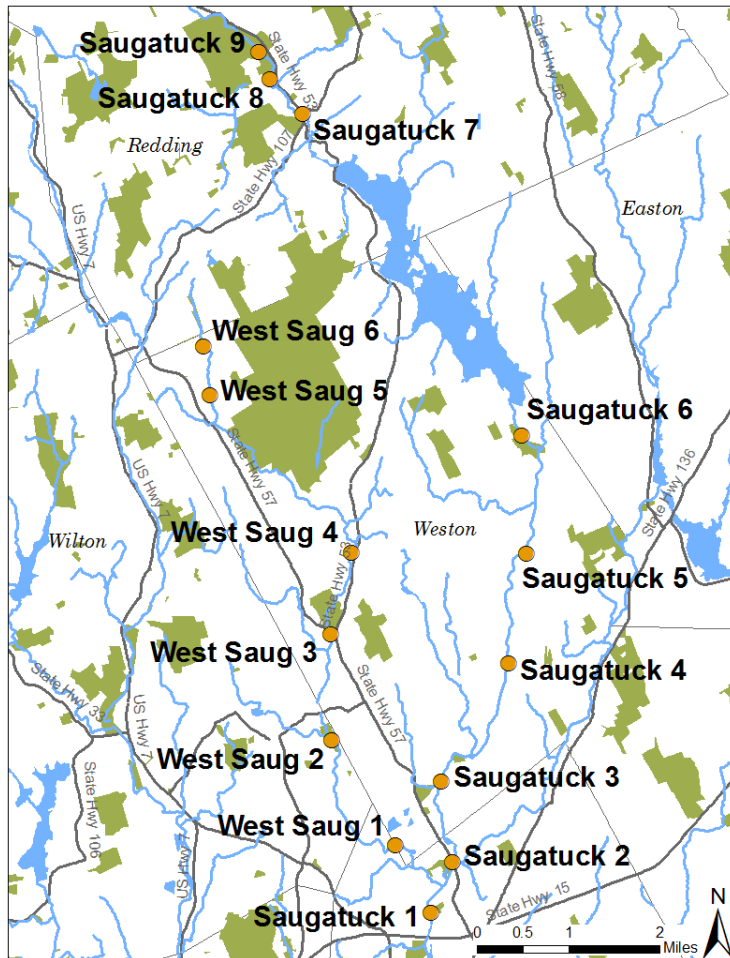 Saugatuck 9
State Hwy 53
State Hwy 58
Saugatuck 8
Saugatuck 7
Redding
State Hwy 107
US Hwy 7
Easton
West Saug 6
West Saug 5
Saugatuck 6
State Hwy 57
State Hwy 136
US Hwy 7
West Saug 4
Weston
Wilton
State Hwy 53
Saugatuck 5
West Saug 3
Saugatuck 4
State Hwy 33
US Hwy 7
State Hwy 57
West Saug 2
Saugatuck 3
State Hwy 106
West Saug 1
US Hwy 7
Saugatuck 2
State Hwy 15
Saugatuck 1
N
0 0.5 1 2
Miles